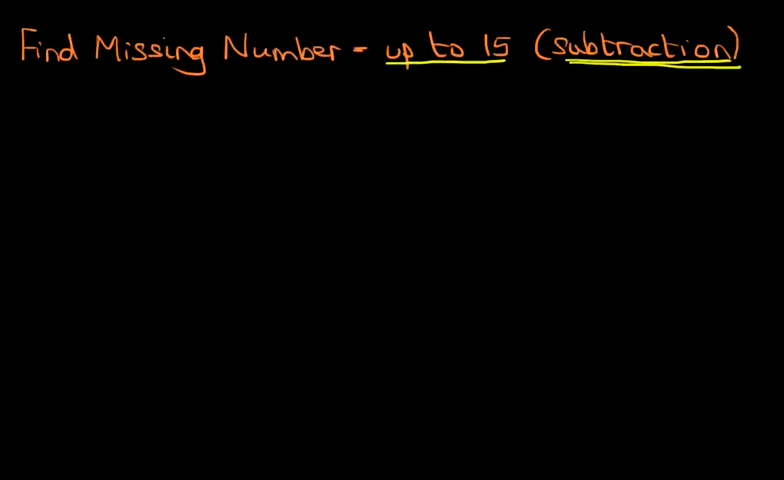 Find Missing Number - up to 15 (subtraction)